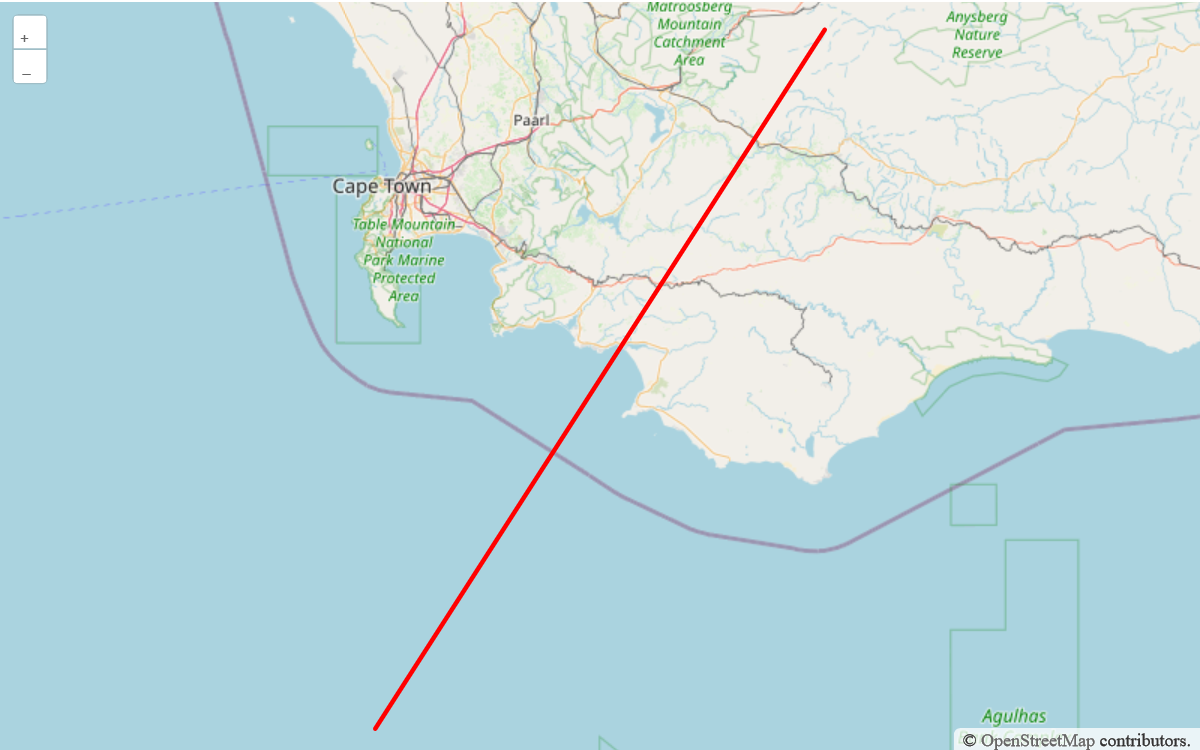 +
–
Matroosberg
Mountain
Catchment
Area
Anysberg
Nature
Reserve
Paarl
Cape Town
Table Mountain
National
Park Marine
Protected
Area
Agulhas
© OpenStreetMap contributors.